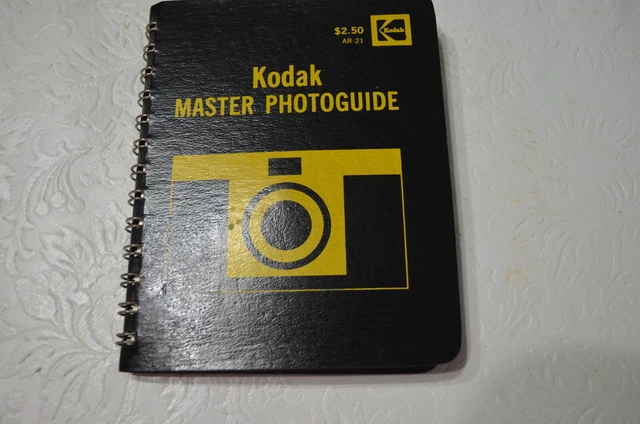 $2.50
Kodak
AR-21
Kodak
MASTER PHOTOGUIDE